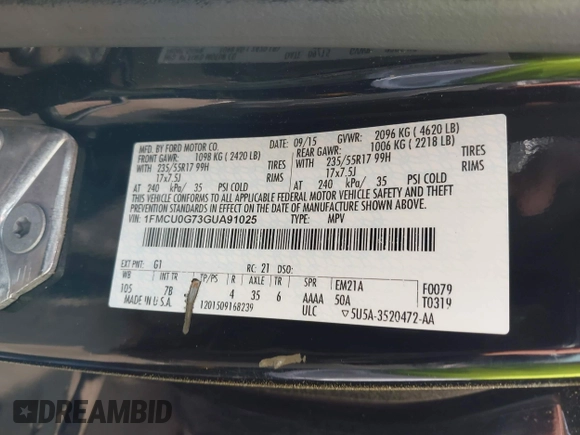 MFD. BY FORD MOTOR CO.
09/15 GVWR: 2096 KG ( 4620 LB)
FRONT GAWR: 1098 KG ( 2420 LB)
REAR GAWR: 1006 KG ( 2218 LB)
WITH 235/55R17 99H TIRES
WITH 235/55R17 99H TIRES
17x7.5J
17x7.5J
AT 240 kPa/ 35 PSI COLD
AT 240 kPa/ 35 PSI COLD
THIS VEHICLE CONFORMS TO ALL APPLICABLE FEDERAL MOTOR VEHICLE SAFETY AND THEFT
PREVENTION STANDARDS IN EFFECT ON THE DATE OF MANUFACTURE SHOWN ABOVE.
VIN: 1FMCU0G73GUA91025
TYPE: MPV
EXT PNT: G1 RC: 21 DSO:
WB INT TR TP/PS R AXLE TR SPR EM21A F0079
105 7B 4 35 6 AAAA 50A T0319
MADE IN U.S.A. 1201509168239 ULC 5U5A-3520472-AA
DREAMBID